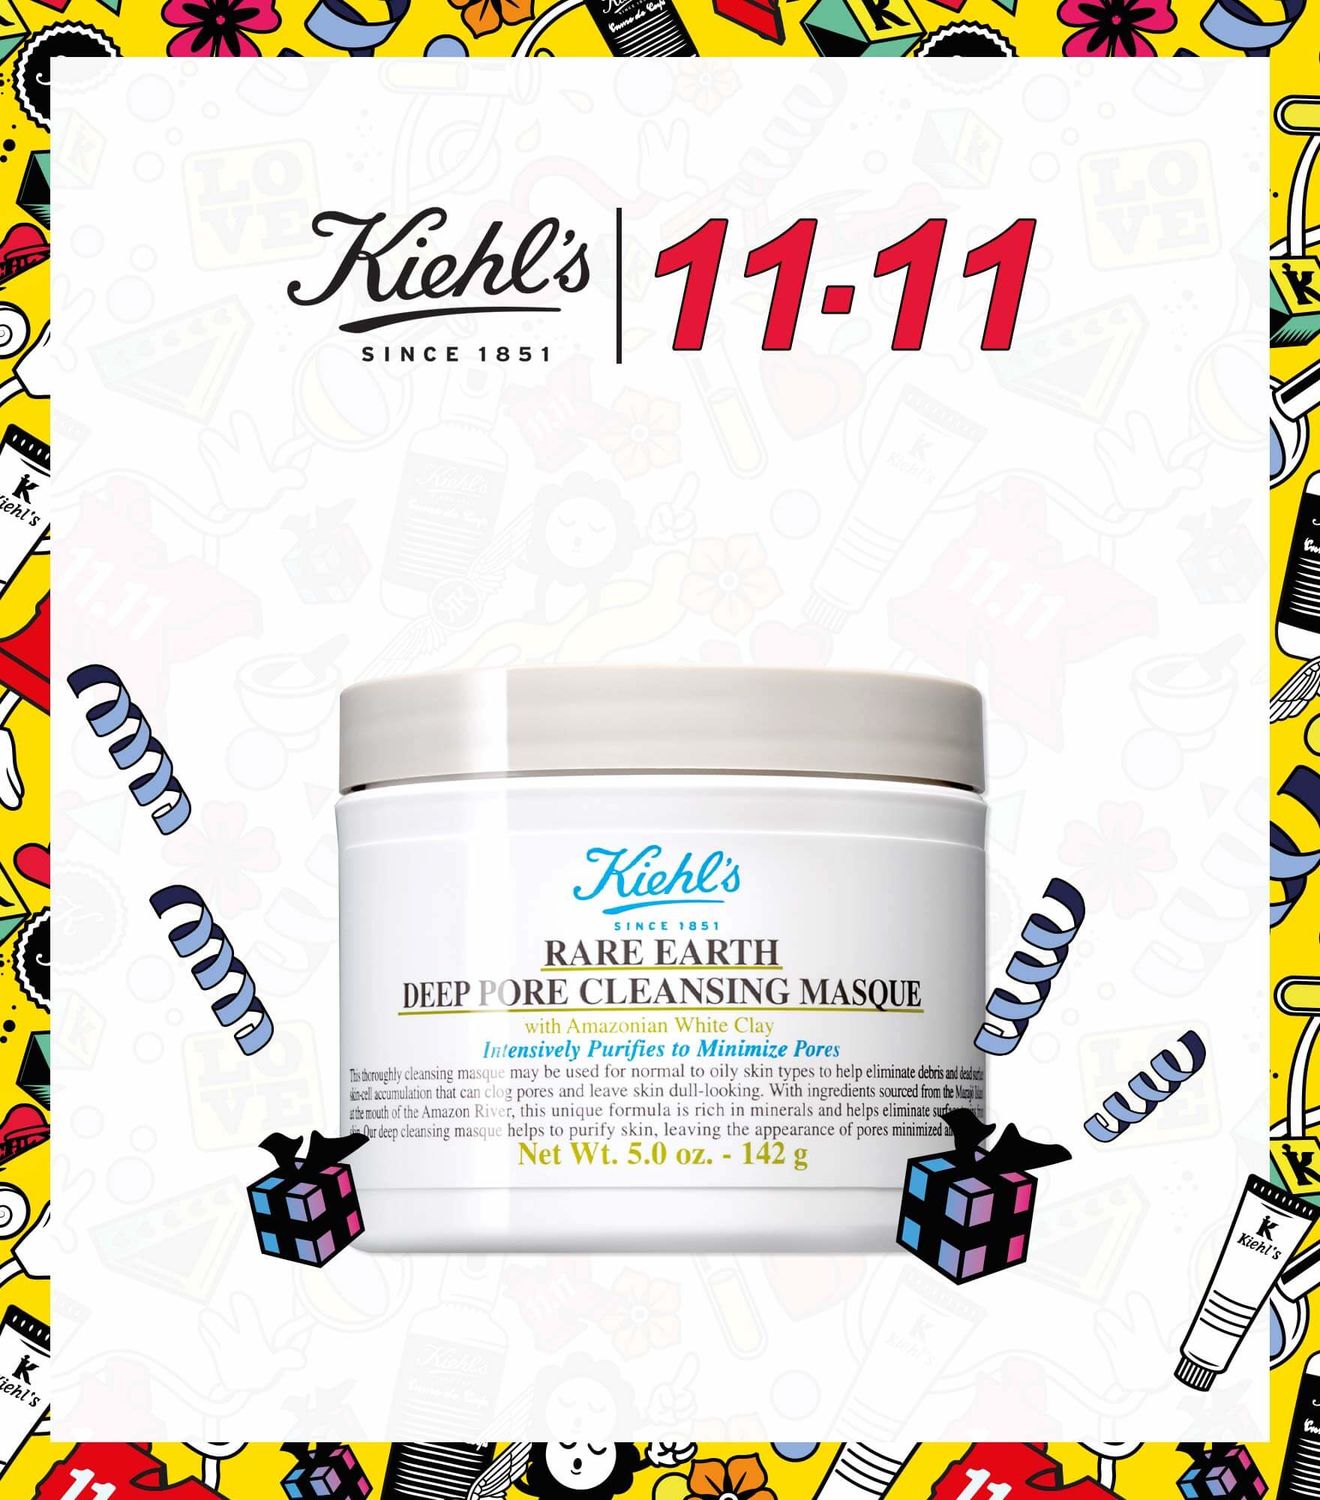 Kiehl's
SINCE 1851
11.11
Kiehl's
SINCE 1851
RARE EARTH
DEEP PORE CLEANSING MASQUE
with Amazonian White Clay
Intensively Purifies to Minimize Pores
This thoroughly cleansing masque may be used for normal to oily skin types to help eliminate debris and dead
skin-cell accumulation that can clog pores and leave skin dull-looking. With ingredients sourced from the Marajó Island
at the mouth of the Amazon River, this unique formula is rich in minerals and helps eliminate
skin. Our deep cleansing masque helps to purify skin, leaving the appearance of pores minimized
Net Wt. 5.0 oz. - 142 g
K
Kiehl's